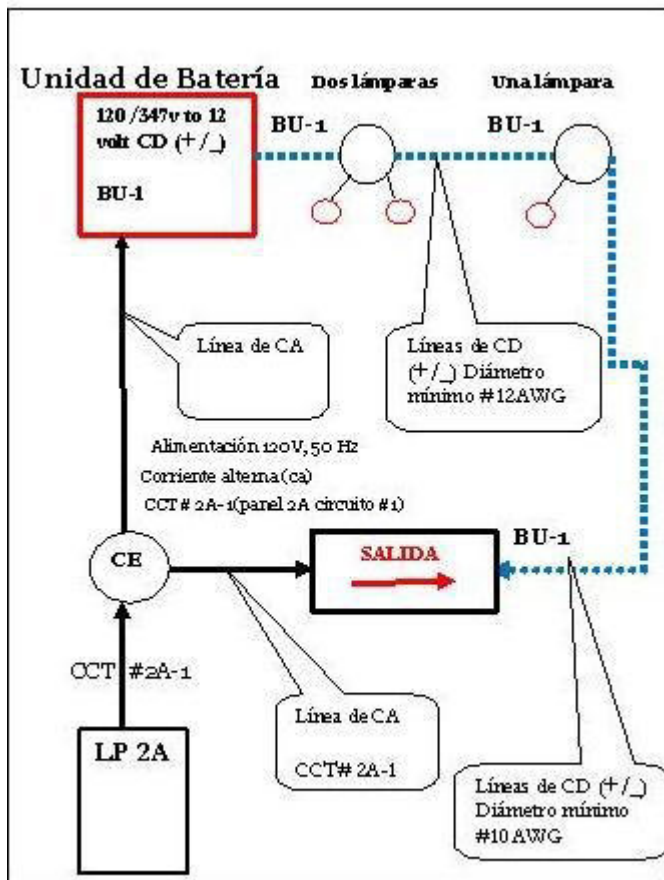 Unidad de Batería
Dos lámparas
Una lámpara
120/347v to 12
volt CD (+/_)
BU-1
BU-1
BU-1
Línea de CA
Líneas de CD
(+/_) Diámetro
mínimo #12AWG
Alimentación 120V, 50 Hz
Corriente alterna(ca)
CCT# 2A-1(panel 2A circuito #1)
CE
SALIDA
BU-1
CCT #2A-1
Línea de CA
CCT# 2A-1
LP 2A
Líneas de CD (+/_)
Diámetro mínimo
#10AWG